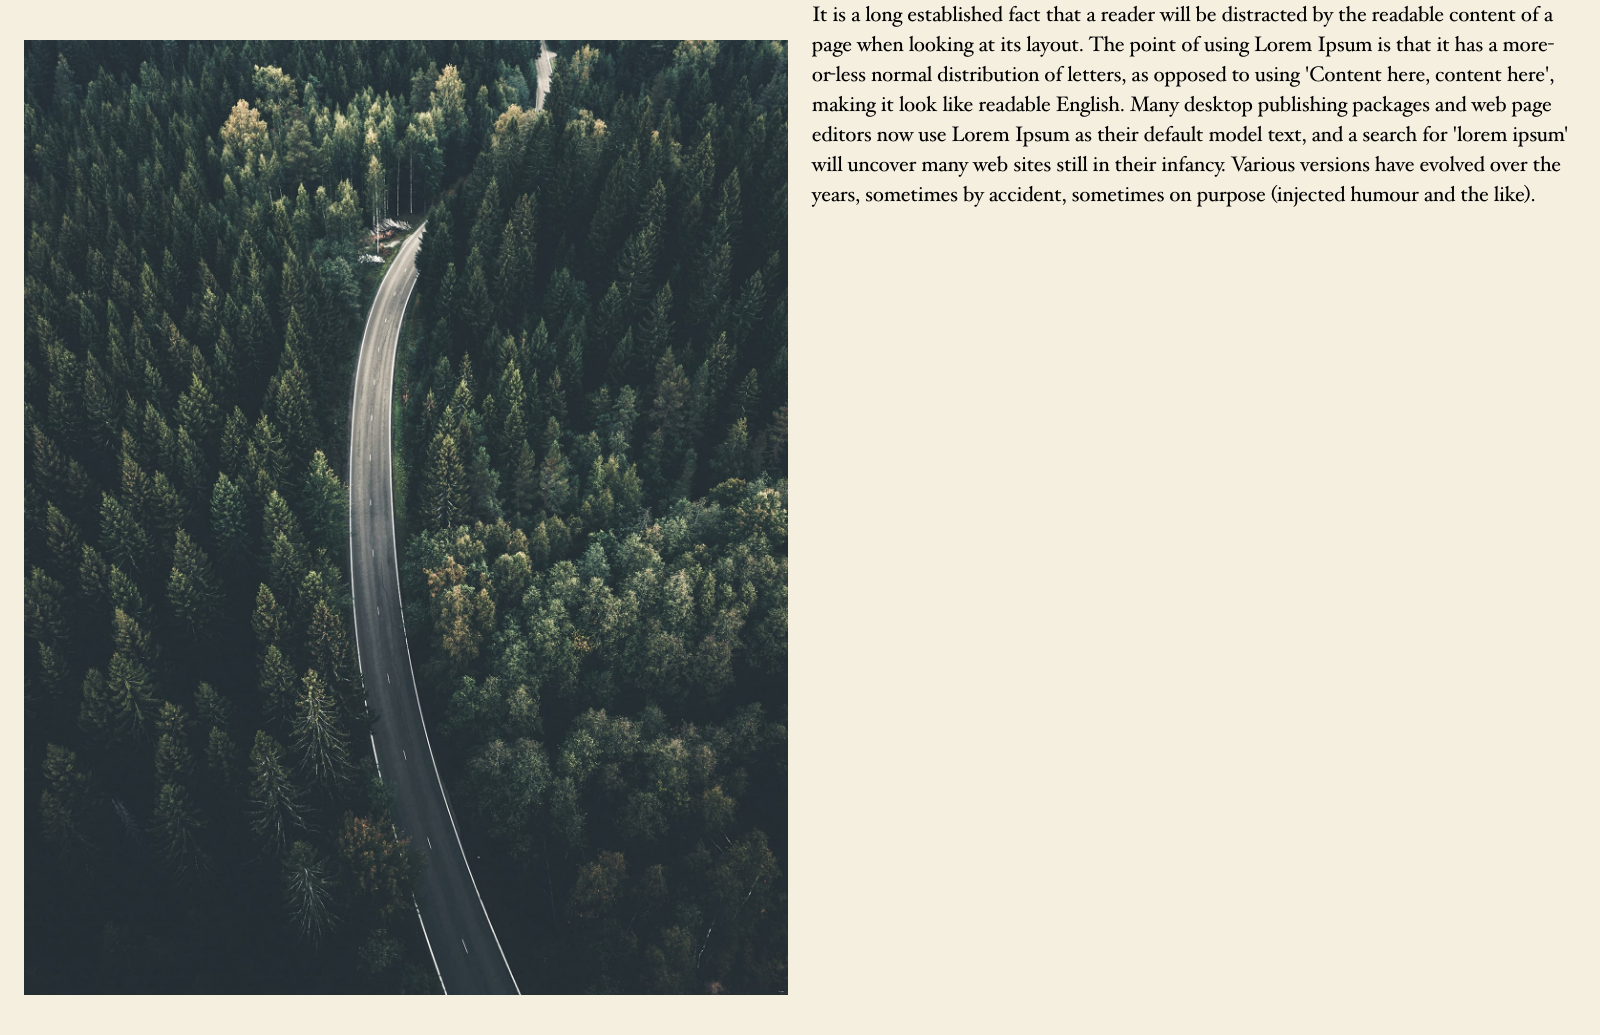 It is a long established fact that a reader will be distracted by the readable content of a
page when looking at its layout. The point of using Lorem Ipsum is that it has a more-
or-less normal distribution of letters, as opposed to using 'Content here, content here',
making it look like readable English. Many desktop publishing packages and web page
editors now use Lorem Ipsum as their default model text, and a search for 'lorem ipsum'
will uncover many web sites still in their infancy. Various versions have evolved over the
years, sometimes by accident, sometimes on purpose (injected humour and the like).